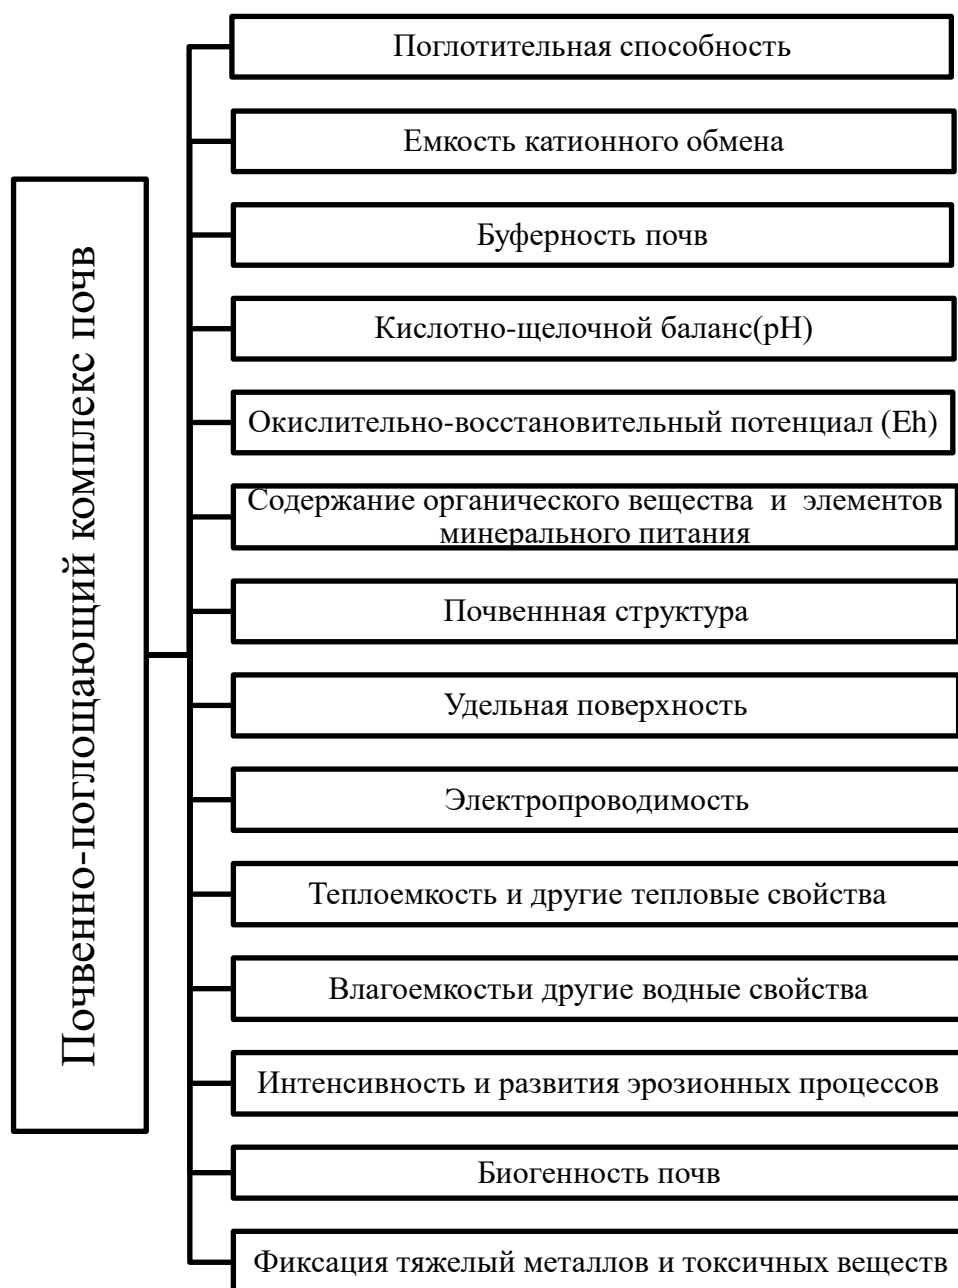 Почвенно-поглощающий комплекс почв
Поглотительная способность
Емкость катионного обмена
Буферность почв
Кислотно-щелочной баланс(pH)
Окислительно-восстановительный потенциал (Eh)
Содержание органического вещества и элементов
минерального питания
Почвеннная структура
Удельная поверхность
Электропроводимость
Теплоемкость и другие тепловые свойства
Влагоемкостьи другие водные свойства
Интенсивность и развития эрозионных процессов
Биогенность почв
Фиксация тяжелый металлов и токсичных веществ